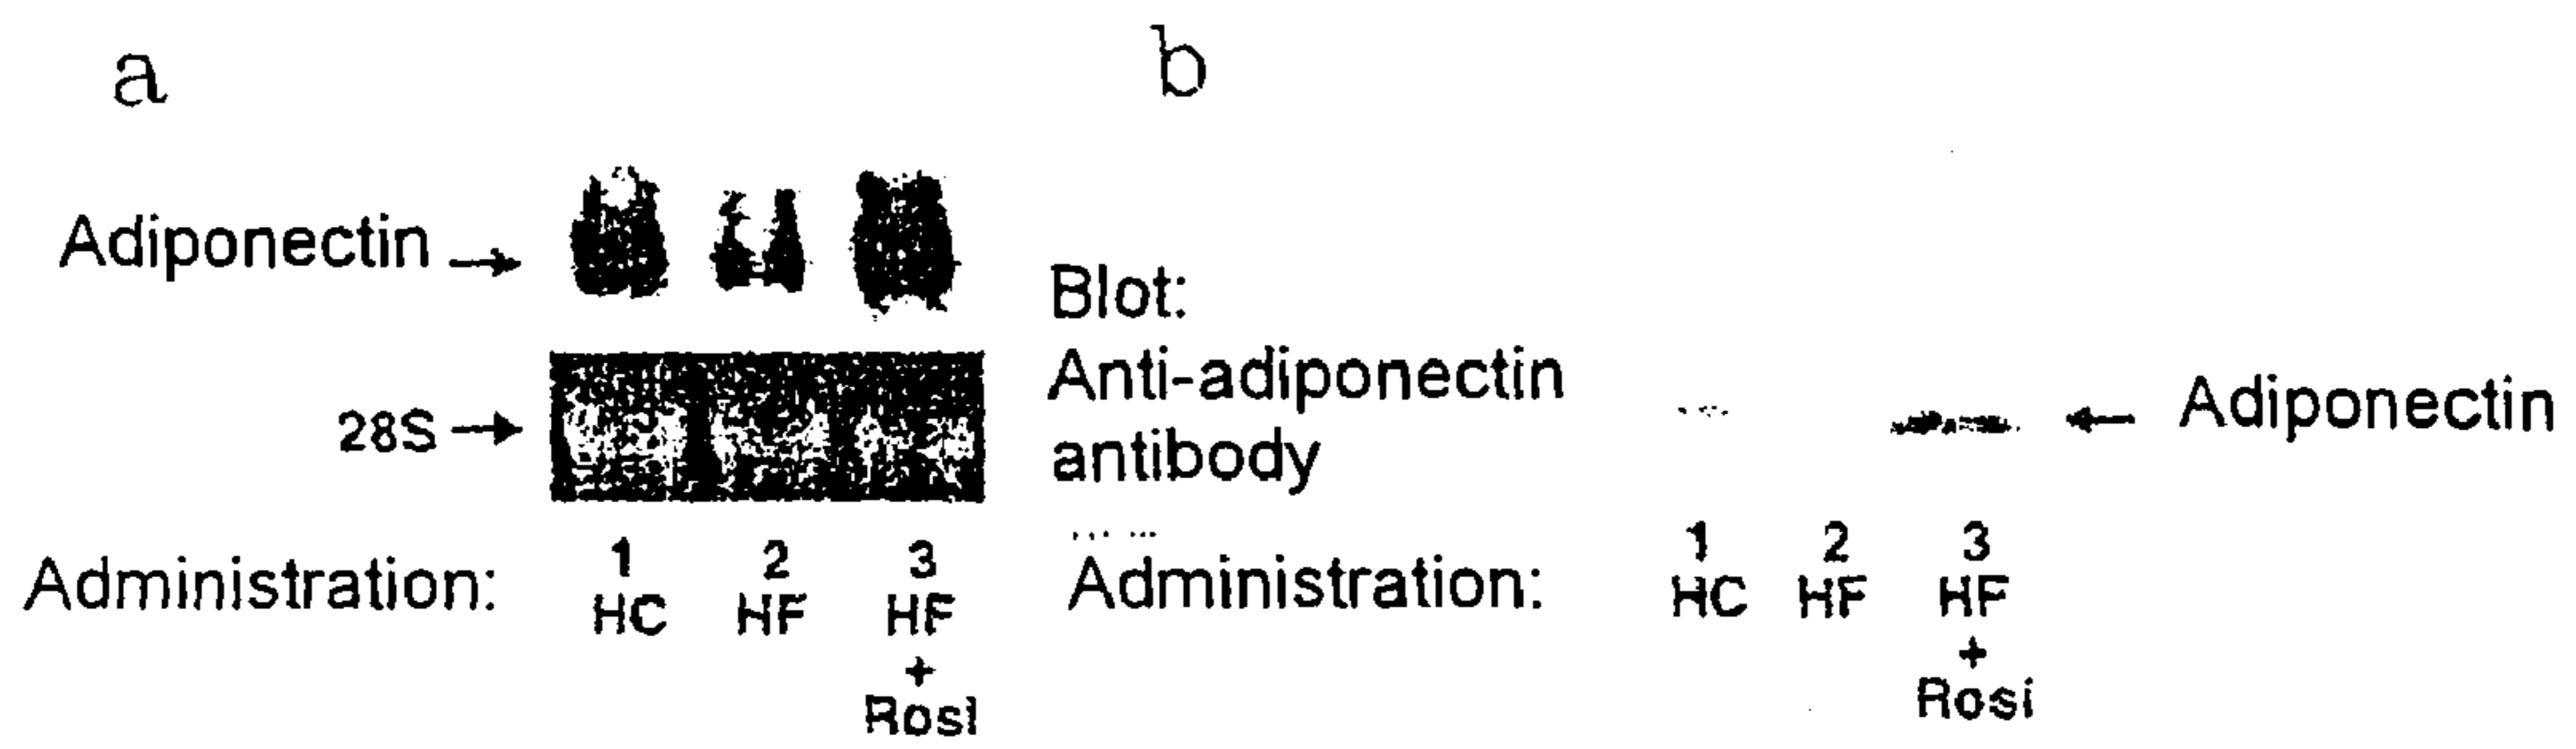 a
Adiponectin
28S
Administration:
1 2 3
HC HF HF
+
Rosi
b
Blot:
Anti-adiponectin
antibody
Adiponectin
Administration:
1 2 3
HC HF HF
+
Rosi